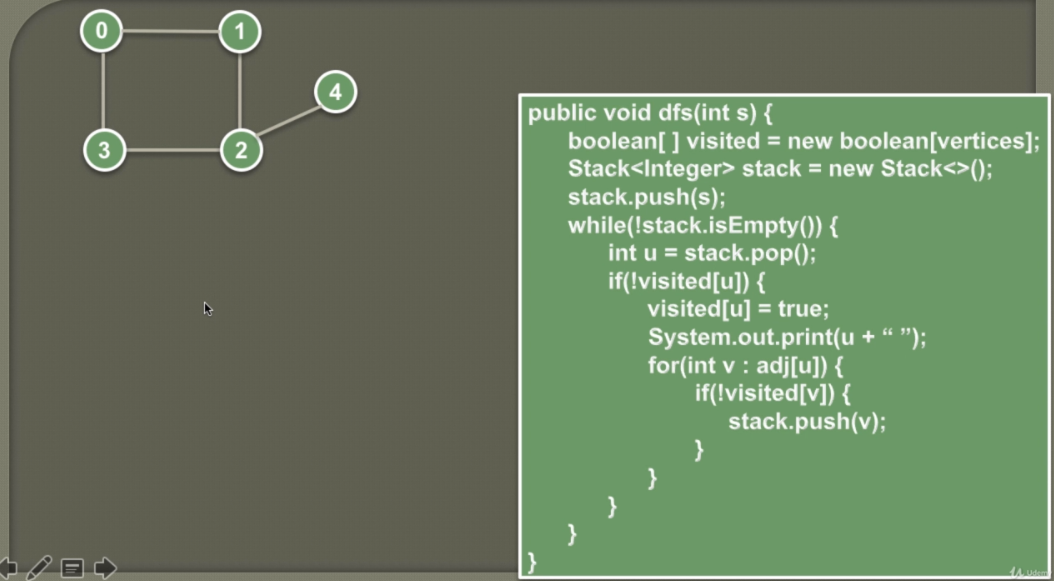 0 1
4
3 2
public void dfs(int s) {
boolean[ ] visited = new boolean[vertices];
Stack<Integer> stack = new Stack<>();
stack.push(s);
while(!stack.isEmpty()) {
int u = stack.pop();
if(!visited[u]) {
visited[u] = true;
System.out.print(u + “ ”);
for(int v : adj[u]) {
if(!visited[v]) {
stack.push(v);
}
}
}
}
}
Udemy